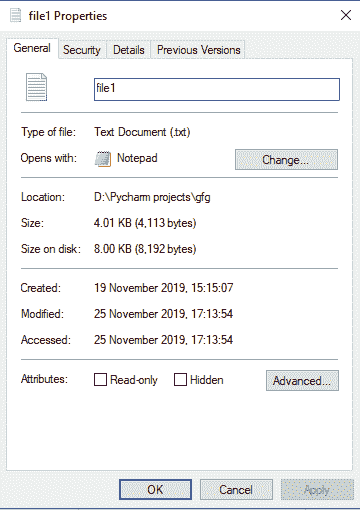 file1 Properties
General Security Details Previous Versions
file1
Type of file: Text Document (.txt)
Opens with: Notepad Change...
Location: D:\Pycharm projects\gfg
Size: 4.01 KB (4,113 bytes)
Size on disk: 8.00 KB (8,192 bytes)
Created: 19 November 2019, 15:15:07
Modified: 25 November 2019, 17:13:54
Accessed: 25 November 2019, 17:13:54
Attributes: Read-only Hidden Advanced...
OK Cancel Apply